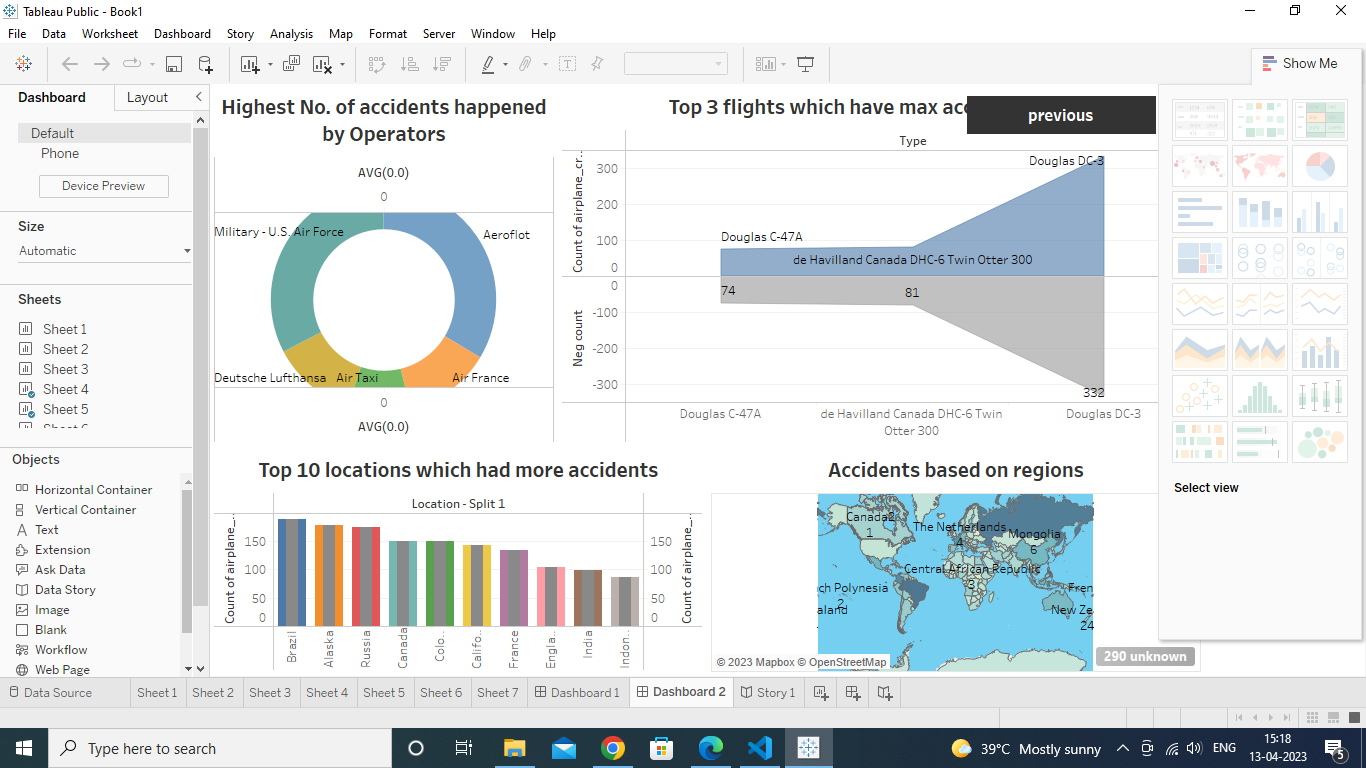 Tableau Public - Book1
File Data Worksheet Dashboard Story Analysis Map Format Server Window Help
Show Me
Dashboard Layout
Default
Phone
Device Preview
Size
Automatic
Sheets
Sheet 1
Sheet 2
Sheet 3
Sheet 4
Sheet 5
Objects
Horizontal Container
Vertical Container
Text
Extension
Ask Data
Data Story
Image
Blank
Workflow
Web Page
Highest No. of accidents happened
by Operators
AVG(0.0)
0
Military - U.S. Air Force
Aeroflot
Deutsche Lufthansa Air Taxi Air France
0
AVG(0.0)
Top 3 flights which have max acc
previous
Type
Count of airplane_cr..
300
200
100
0
Douglas DC-3
Douglas C-47A
de Havilland Canada DHC-6 Twin Otter 300
Neg count
0
-100
-200
-300
74
81
332
Douglas C-47A
de Havilland Canada DHC-6 Twin
Otter 300
Douglas DC-3
Top 10 locations which had more accidents
Location - Split 1
Count of airplane_..
150
100
50
0
150
100
50
0
Count of airplane_..
Brazil
Alaska
Russia
Canada
Colo..
Califo..
France
Engla..
India
Indon..
Accidents based on regions
Canada2
1
The Netherlands
4
Mongolia
6
Central African Republic
3
ch Polynesia
2
aland
Fren
New Ze
24
© 2023 Mapbox © OpenStreetMap
290 unknown
Select view
Data Source Sheet 1 Sheet 2 Sheet 3 Sheet 4 Sheet 5 Sheet 6 Sheet 7 Dashboard 1 Dashboard 2 Story 1
Type here to search
39°C Mostly sunny
ENG
15:18
13-04-2023
5